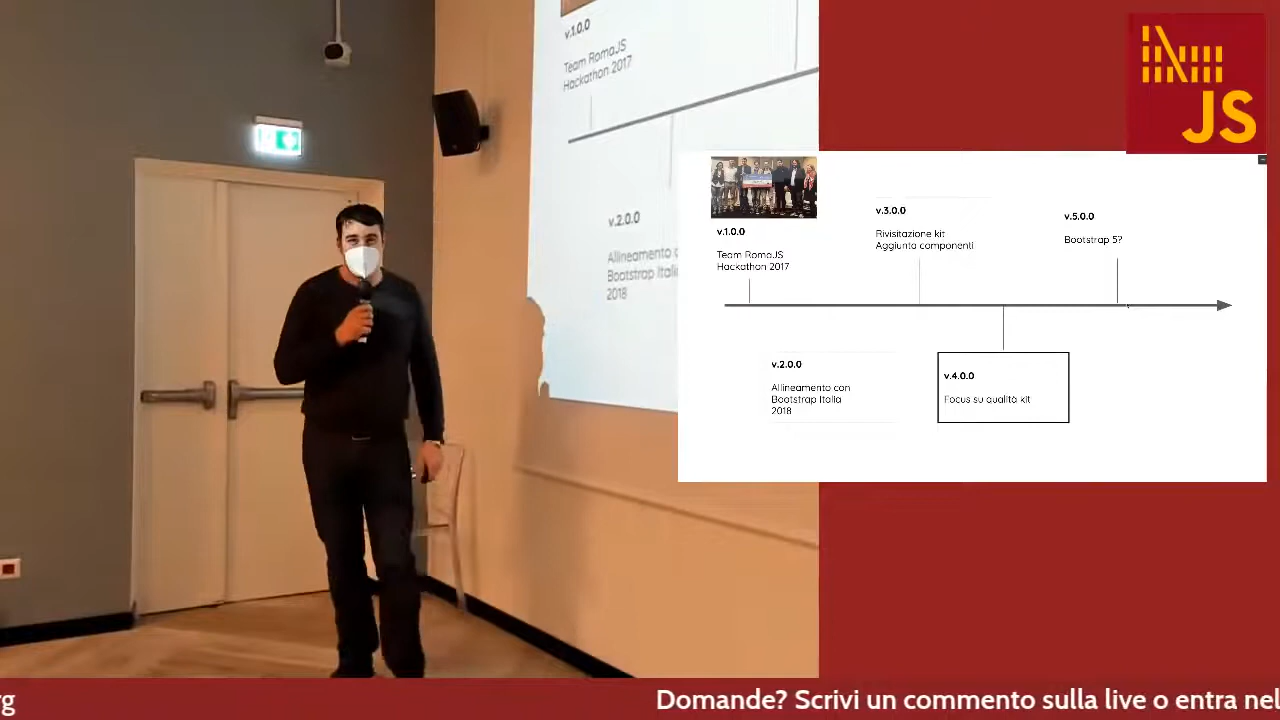 v.1.0.0
Team RomaJS
Hackathon 2017
v.2.0.0
Allineamento c
Bootstrap Itali
2018
JS
v.1.0.0
Team RomaJS
Hackathon 2017
v.3.0.0
Rivisitazione kit
Aggiunta componenti
v.5.0.0
Bootstrap 5?
v.2.0.0
Allineamento con
Bootstrap Italia
2018
v.4.0.0
Focus su qualità kit
rg
Domande? Scrivi un commento sulla live o entra nel